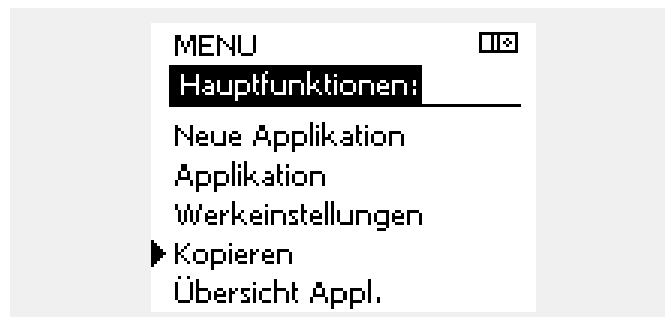 MENU
Hauptfunktionen:
Neue Applikation
Applikation
Werkeinstellungen
Kopieren
Übersicht Appl.